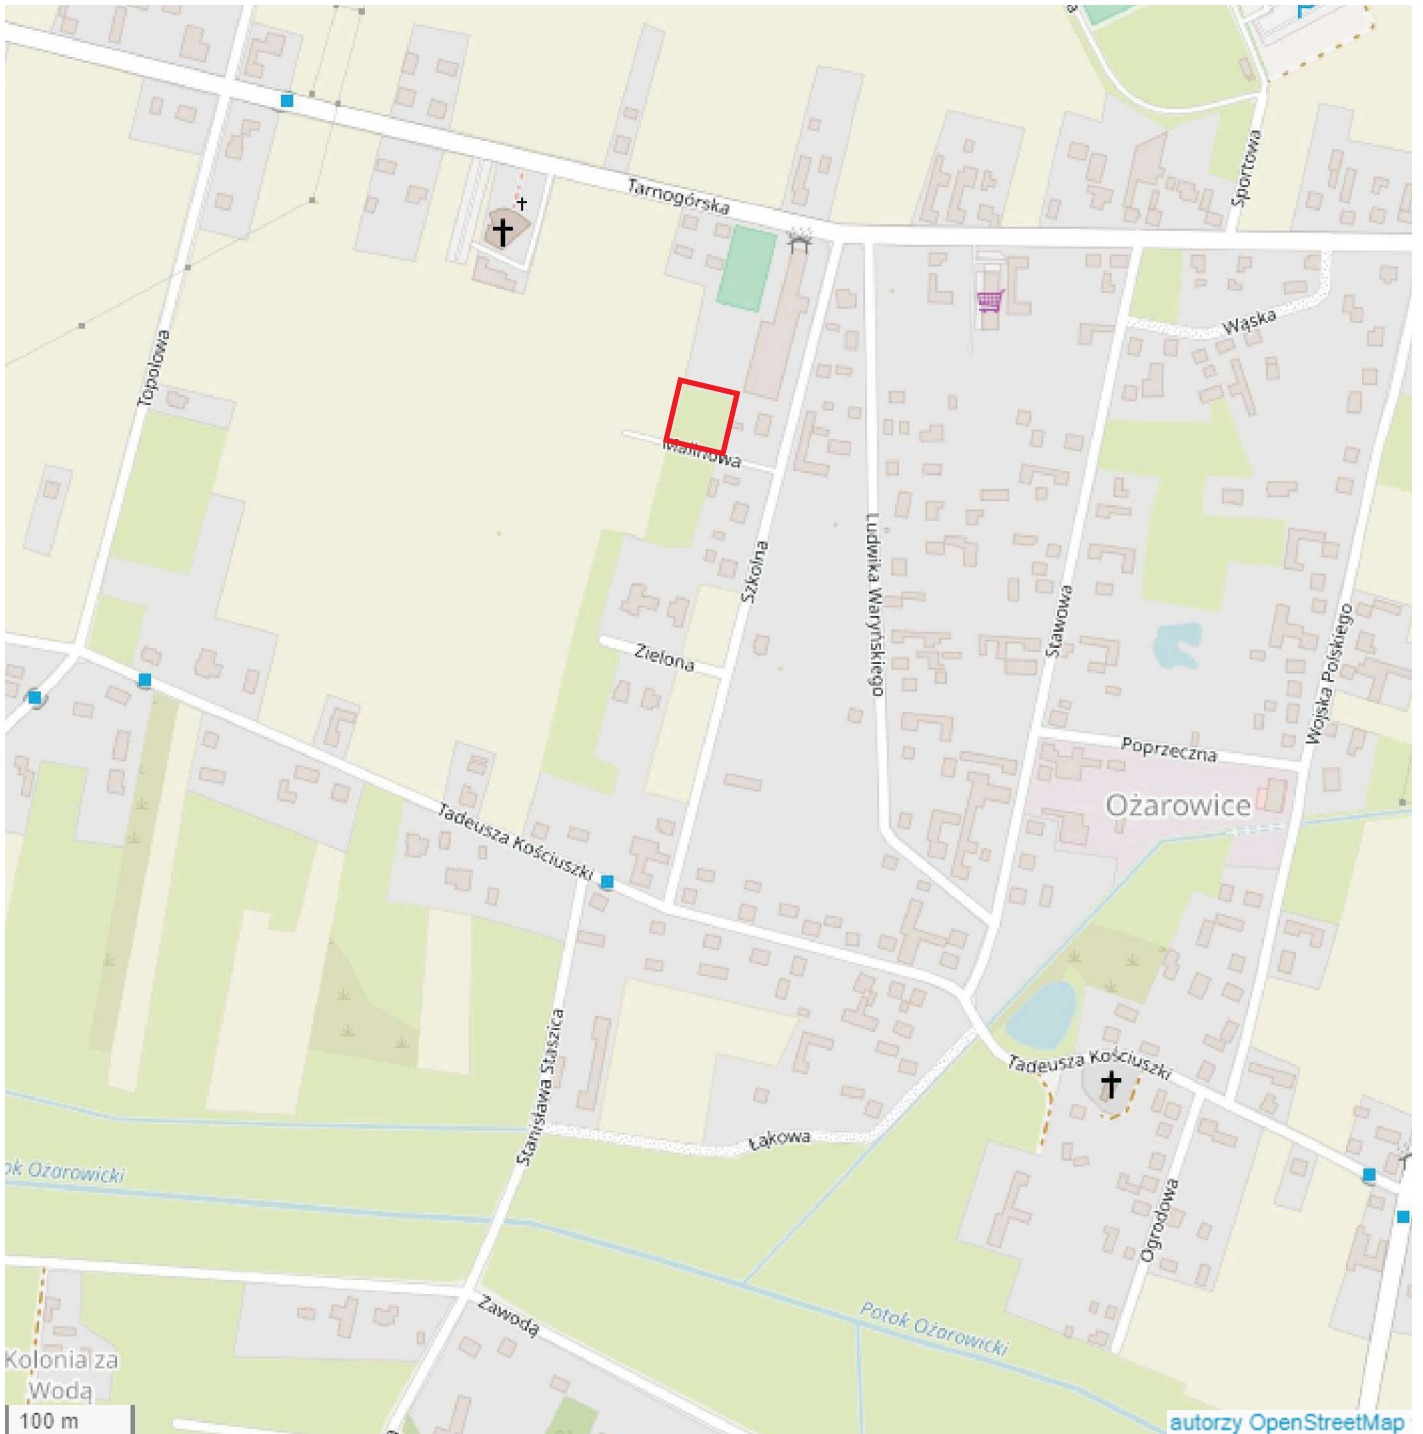 Tarnogórska
Sportowa
Wąska
Topolowa
Malinowa
Szkolna
Ludwika Waryńskiego
Stawowa
Wojska Polskiego
Zielona
Poprzeczna
Ożarowice
Tadeusza Kościuszki
Stanisława Staszica
Tadeusza Kościuszki
Łąkowa
ok Ożarowicki
Ogrodowa
Zawodą
Potok Ożarowicki
Kolonia za
Wodą
100 m
autorzy OpenStreetMap